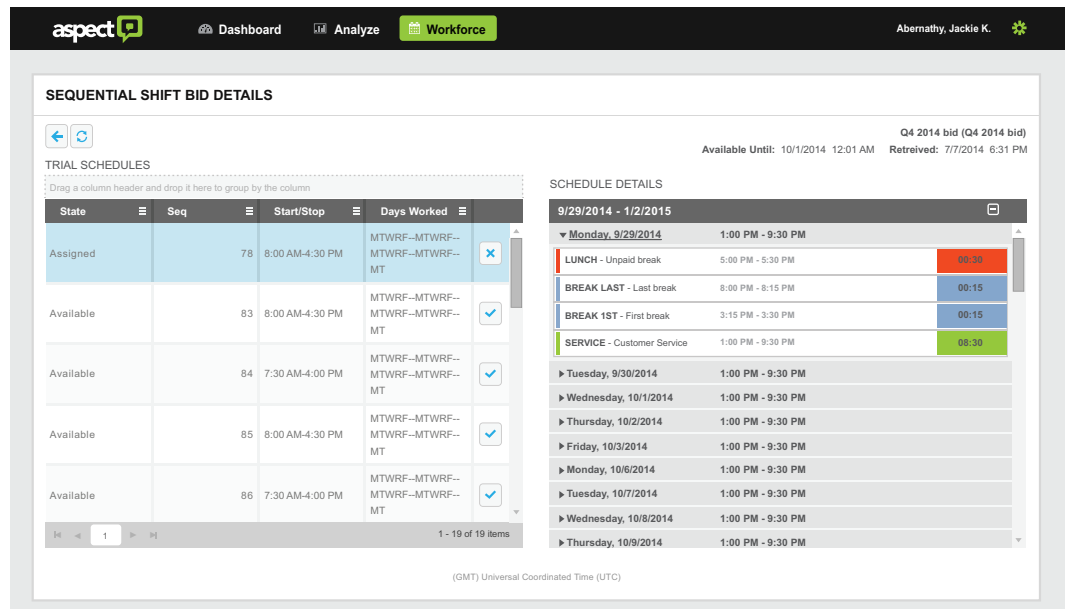 aspect
Dashboard
Analyze
Workforce
Abernathy, Jackie K.
SEQUENTIAL SHIFT BID DETAILS
Q4 2014 bid (Q4 2014 bid)
Available Until: 10/1/2014 12:01 AM Retreived: 7/7/2014 6:31 PM
TRIAL SCHEDULES
Drag a column header and drop it here to group by the column
State Seq Start/Stop Days Worked
Assigned 78 8:00 AM-4:30 PM MTWRF--MTWRF--
MTWRF--MTWRF--
MT
Available 83 8:00 AM-4:30 PM MTWRF--MTWRF--
MTWRF--MTWRF--
MT
Available 84 7:30 AM-4:00 PM MTWRF--MTWRF--
MTWRF--MTWRF--
MT
Available 85 8:00 AM-4:30 PM MTWRF--MTWRF--
MTWRF--MTWRF--
MT
Available 86 7:30 AM-4:00 PM MTWRF--MTWRF--
MTWRF--MTWRF--
MT
1
1 - 19 of 19 items
SCHEDULE DETAILS
9/29/2014 - 1/2/2015
Monday, 9/29/2014 1:00 PM - 9:30 PM
LUNCH - Unpaid break 5:00 PM - 5:30 PM 00:30
BREAK LAST - Last break 8:00 PM - 8:15 PM 00:15
BREAK 1ST - First break 3:15 PM - 3:30 PM 00:15
SERVICE - Customer Service 1:00 PM - 9:30 PM 08:30
Tuesday, 9/30/2014 1:00 PM - 9:30 PM
Wednesday, 10/1/2014 1:00 PM - 9:30 PM
Thursday, 10/2/2014 1:00 PM - 9:30 PM
Friday, 10/3/2014 1:00 PM - 9:30 PM
Monday, 10/6/2014 1:00 PM - 9:30 PM
Tuesday, 10/7/2014 1:00 PM - 9:30 PM
Wednesday, 10/8/2014 1:00 PM - 9:30 PM
Thursday, 10/9/2014 1:00 PM - 9:30 PM
(GMT) Universal Coordinated Time (UTC)